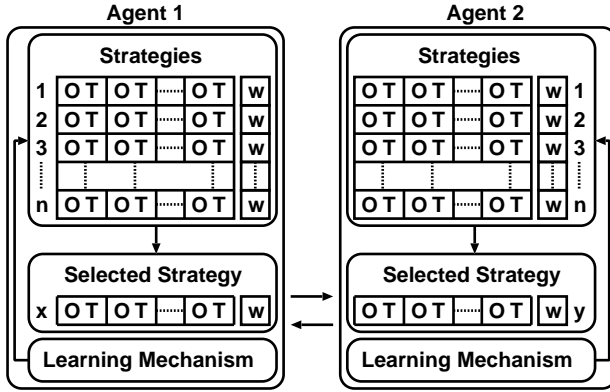 Agent 1
Strategies
1 O T O T O T w
2 O T O T O T w
3 O T O T O T w
n O T O T O T w
Selected Strategy
x O T O T O T w
Learning Mechanism
Agent 2
Strategies
O T O T O T w 1
O T O T O T w 2
O T O T O T w 3
O T O T O T w n
Selected Strategy
O T O T O T w y
Learning Mechanism